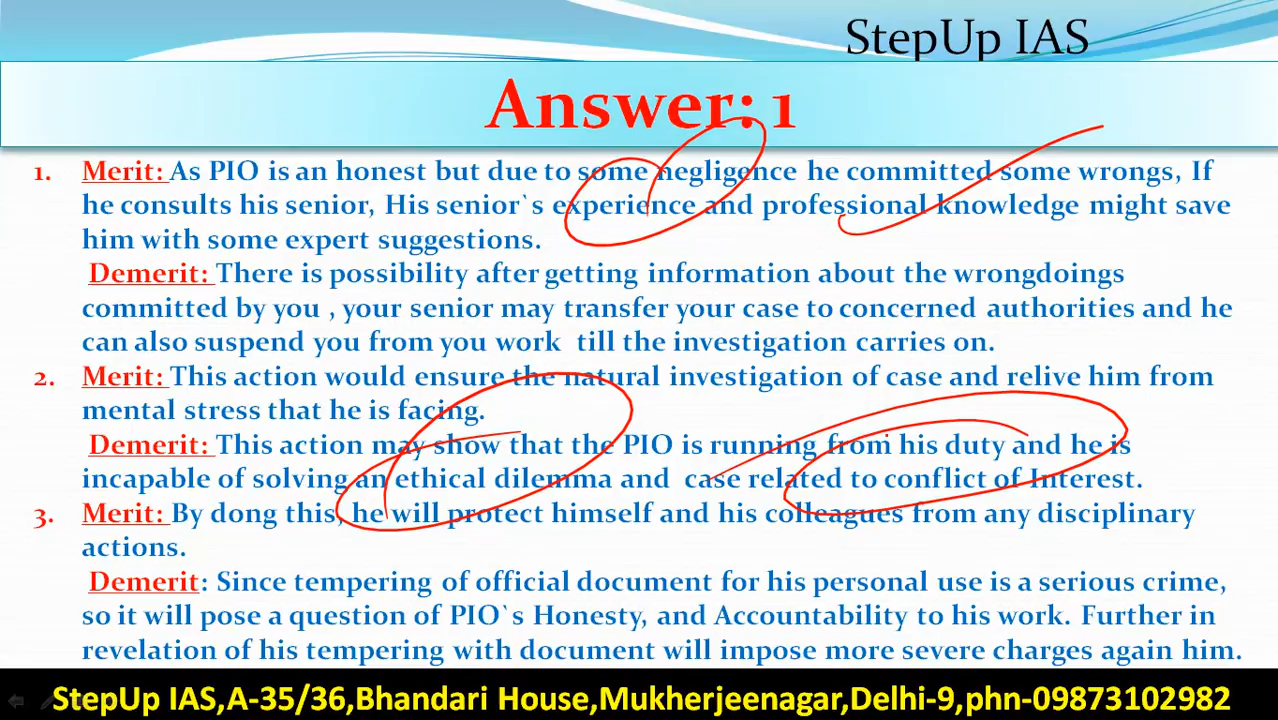 StepUp IAS
Answer: 1
1. Merit: As PIO is an honest but due to some negligence he committed some wrongs, If
he consults his senior, His senior`s experience and professional knowledge might save
him with some expert suggestions.
Demerit: There is possibility after getting information about the wrongdoings
committed by you , your senior may transfer your case to concerned authorities and he
can also suspend you from you work till the investigation carries on.
2. Merit: This action would ensure the natural investigation of case and relive him from
mental stress that he is facing.
Demerit: This action may show that the PIO is running from his duty and he is
incapable of solving an ethical dilemma and case related to conflict of Interest.
3. Merit: By dong this, he will protect himself and his colleagues from any disciplinary
actions.
Demerit: Since tempering of official document for his personal use is a serious crime,
so it will pose a question of PIO`s Honesty, and Accountability to his work. Further in
revelation of his tempering with document will impose more severe charges again him.
StepUp IAS,A-35/36,Bhandari House,Mukherjeenagar,Delhi-9,phn-09873102982